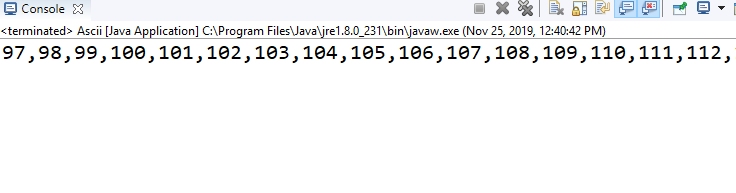 Console
<terminated> Ascii [Java Application] C:\Program Files\Java\jre1.8.0_231\bin\javaw.exe (Nov 25, 2019, 12:40:42 PM)
97,98,99,100,101,102,103,104,105,106,107,108,109,110,111,112,